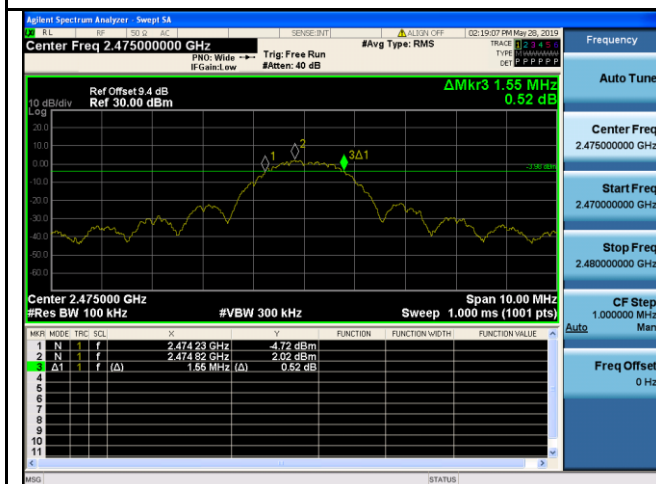 Agilent Spectrum Analyzer - Swept SA
RL RF 50 Ω AC SENSE:INT ALIGN OFF 02:19:07 PM May 28, 2019
Center Freq 2.475000000 GHz #Avg Type: RMS TRACE 1 2 3 4 5 6
PNO: Wide Trig: Free Run TYPE
IFGain:Low #Atten: 40 dB DET P P P P P P
Frequency
Auto Tune
Center Freq
2.475000000 GHz
Start Freq
2.470000000 GHz
Stop Freq
2.480000000 GHz
CF Step
1.000000 MHz
Auto Man
Freq Offset
0 Hz
Ref Offset 9.4 dB ΔMkr3 1.55 MHz
10 dB/div Ref 30.00 dBm 0.52 dB
Log
20.0
10.0
0.00
-10.0
-20.0
-30.0
-40.0
-50.0
-60.0
1
2
3Δ1
-3.98 dBm
Center 2.475000 GHz Span 10.00 MHz
#Res BW 100 kHz #VBW 300 kHz Sweep 1.000 ms (1001 pts)
MKR MODE TRC SCL X Y FUNCTION FUNCTION WIDTH FUNCTION VALUE
1 N 1 f 2.474 23 GHz -4.72 dBm
2 N 1 f 2.474 82 GHz 2.02 dBm
3 Δ1 1 f (Δ) 1.55 MHz (Δ) 0.52 dB
4
5
6
7
8
9
10
11
MSG STATUS